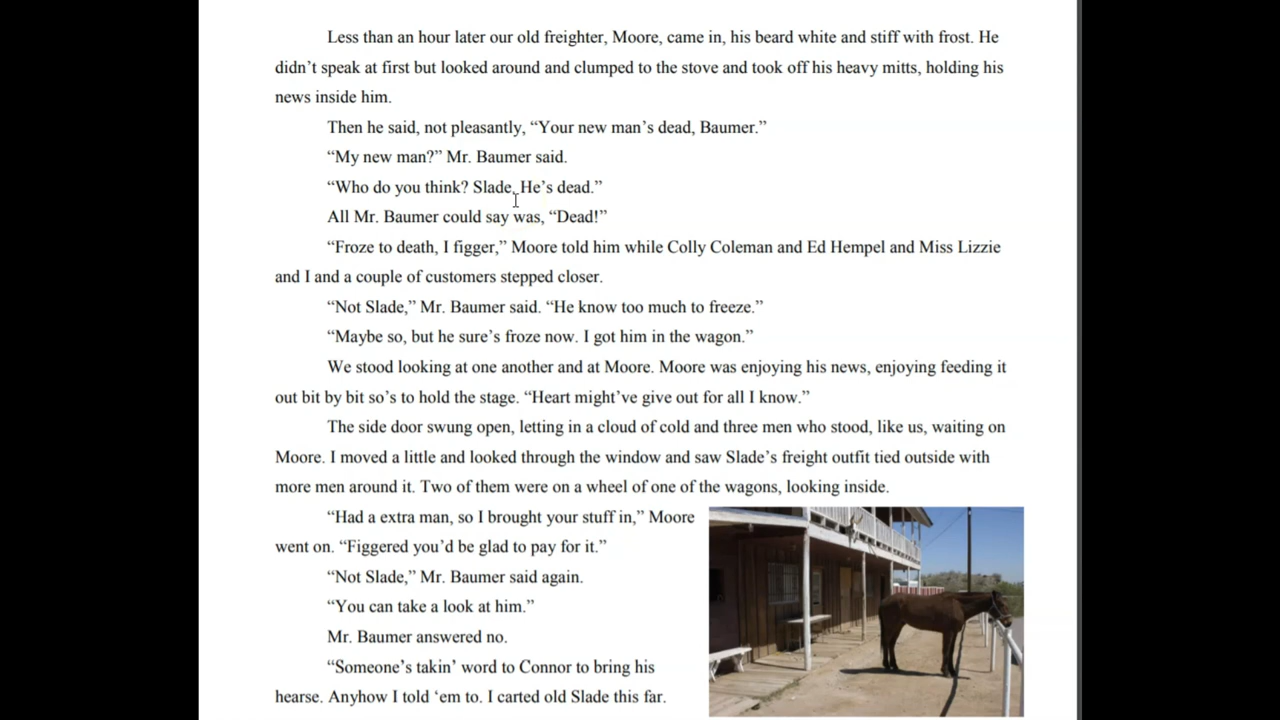 Less than an hour later our old freighter, Moore, came in, his beard white and stiff with frost. He
didn’t speak at first but looked around and clumped to the stove and took off his heavy mitts, holding his
news inside him.
Then he said, not pleasantly, “Your new man’s dead, Baumer.”
“My new man?” Mr. Baumer said.
“Who do you think? Slade. He’s dead.”
All Mr. Baumer could say was, “Dead!”
“Froze to death, I figger,” Moore told him while Colly Coleman and Ed Hempel and Miss Lizzie
and I and a couple of customers stepped closer.
“Not Slade,” Mr. Baumer said. “He know too much to freeze.”
“Maybe so, but he sure’s froze now. I got him in the wagon.”
We stood looking at one another and at Moore. Moore was enjoying his news, enjoying feeding it
out bit by bit so’s to hold the stage. “Heart might’ve give out for all I know.”
The side door swung open, letting in a cloud of cold and three men who stood, like us, waiting on
Moore. I moved a little and looked through the window and saw Slade’s freight outfit tied outside with
more men around it. Two of them were on a wheel of one of the wagons, looking inside.
“Had a extra man, so I brought your stuff in,” Moore
went on. “Figgered you’d be glad to pay for it.”
“Not Slade,” Mr. Baumer said again.
“You can take a look at him.”
Mr. Baumer answered no.
“Someone’s takin’ word to Connor to bring his
hearse. Anyhow I told ‘em to. I carted old Slade this far.